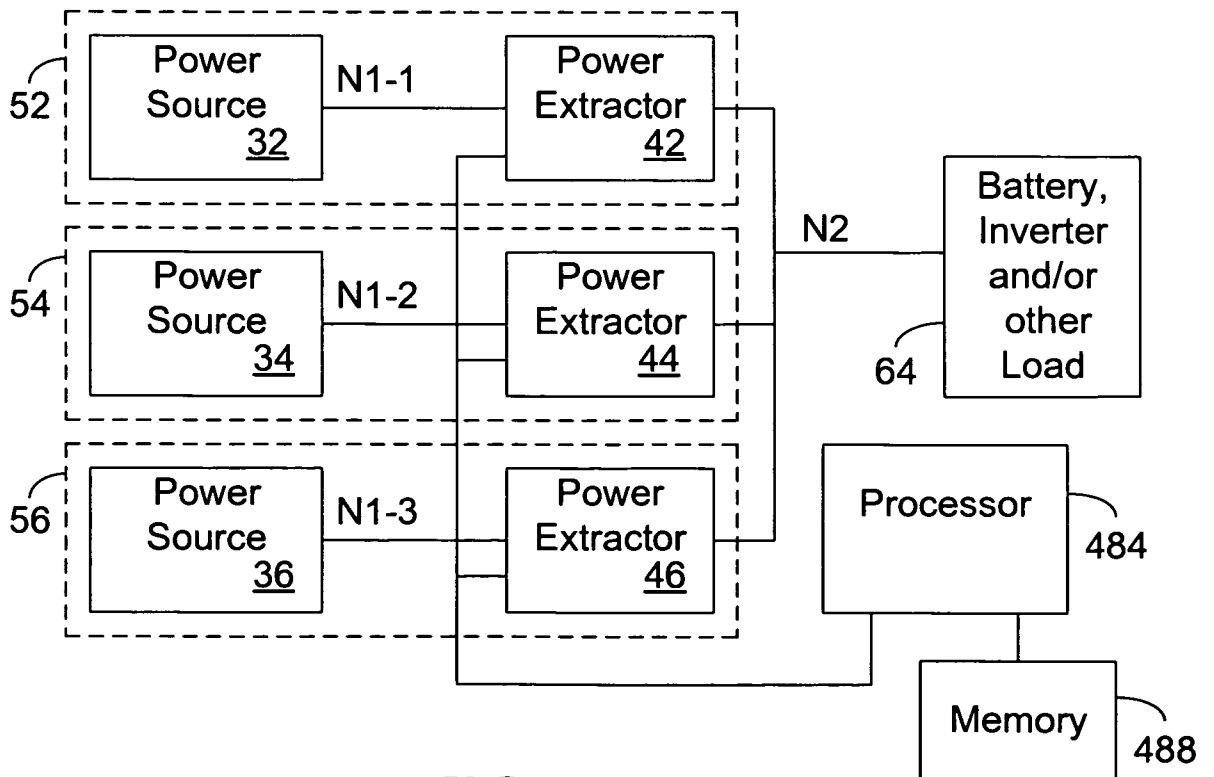 52
Power
Source
32
N1-1
Power
Extractor
42
54
Power
Source
34
N1-2
Power
Extractor
44
56
Power
Source
36
N1-3
Power
Extractor
46
N2
Battery,
Inverter
and/or
other
Load
64
Processor
484
Memory
488